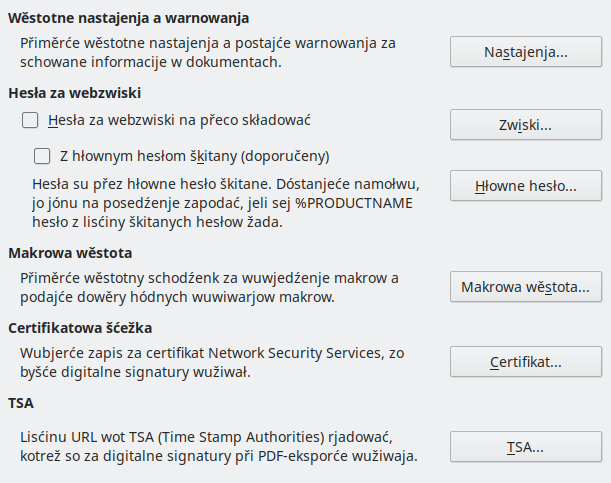 Wěstotne nastajenja a warnowanja
Přiměrće wěstotne nastajenja a postajće warnowanja za
schowane informacije w dokumentach.
Nastajenja...
Hesła za webzwiski
Hesła za webzwiski na přeco składować
Zwiski...
Z hłownym hesłom škitany (doporučeny)
Hesła su přez hłowne hesło škitane. Dóstanjeće namołwu,
jo jónu na posedźenje zapodać, jeli sej %PRODUCTNAME
hesło z lisćiny škitanych hesłow žada.
Hłowne hesło...
Makrowa wěstota
Přiměrće wěstotny schodźenk za wuwjedźenje makrow a
podajće dowěry hódnych wuwiwarjow makrow.
Makrowa wěstota...
Certifikatowa šćežka
Wubjerće zapis za certifikat Network Security Services, zo
byšće digitalne signatury wužiwał.
Certifikat...
TSA
Lisćinu URL wot TSA (Time Stamp Authorities) rjadować,
kotrež so za digitalne signatury při PDF-eksporće wužiwaja.
TSA...